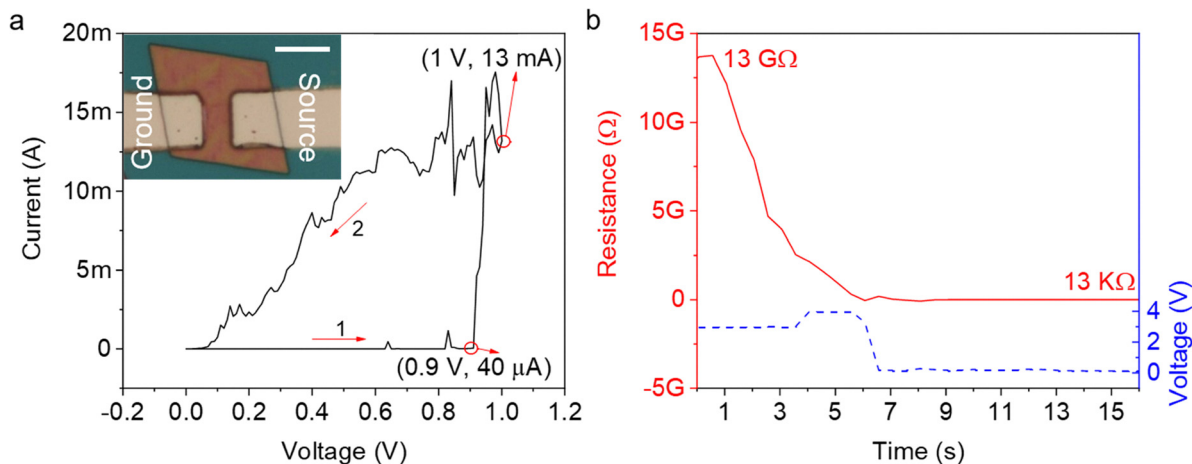 a
20m
15m
10m
5m
0
Current (A)
-0.2
0.0
0.2
0.4
0.6
0.8
1.0
1.2
Voltage (V)
Ground
Source
(1 V, 13 mA)
2
1
(0.9 V, 40 μA)
b
15G
10G
5G
0
-5G
Resistance (Ω)
13 GΩ
13 KΩ
4
2
0
Voltage (V)
1
3
5
7
9
11
13
15
Time (s)